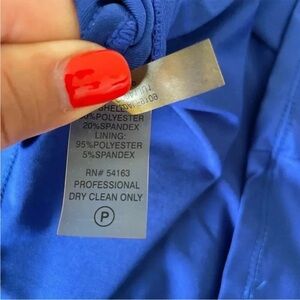 SHELL
%POLYESTER
20%SPANDEX
LINING:
95%POLYESTER
5%SPANDEX
RN# 54163
PROFESSIONAL
DRY CLEAN ONLY
P